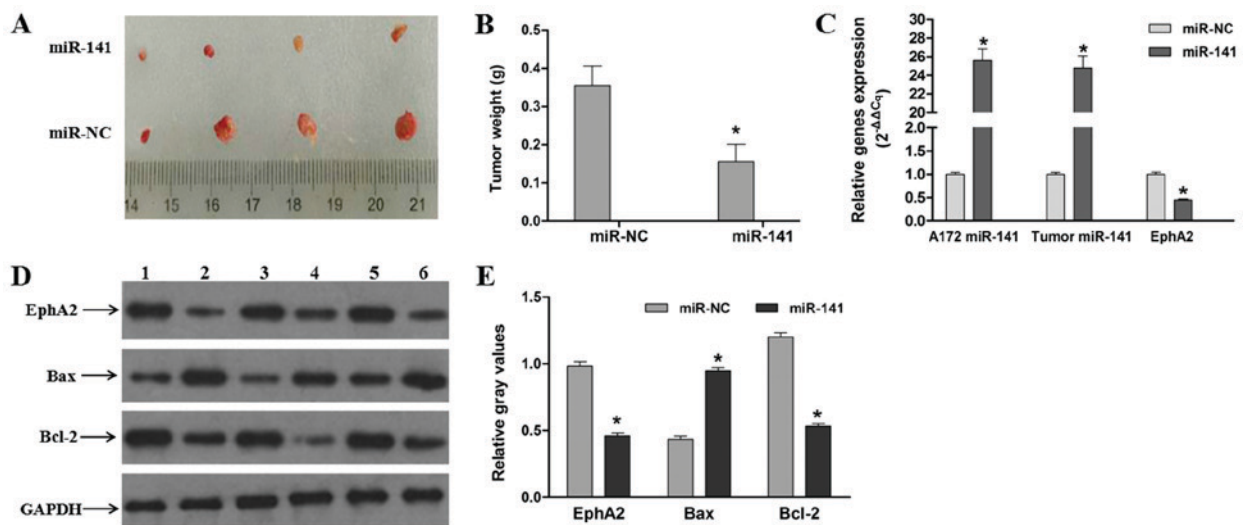 A
miR-141
miR-NC
14 15 16 17 18 19 20 21
B
Tumor weight (g)
0.5
0.4
0.3
0.2
0.1
0.0
*
miR-NC miR-141
C
miR-NC
miR-141
Relative genes expression
(2^-ΔΔCq)
30
28
26
24
22
20
2.0
1.5
1.0
0.5
0.0
* * *
A172 miR-141 Tumor miR-141 EphA2
D
1 2 3 4 5 6
EphA2
Bax
Bcl-2
GAPDH
E
miR-NC miR-141
Relative gray values
1.5
1.0
0.5
0.0
* * *
EphA2 Bax Bcl-2